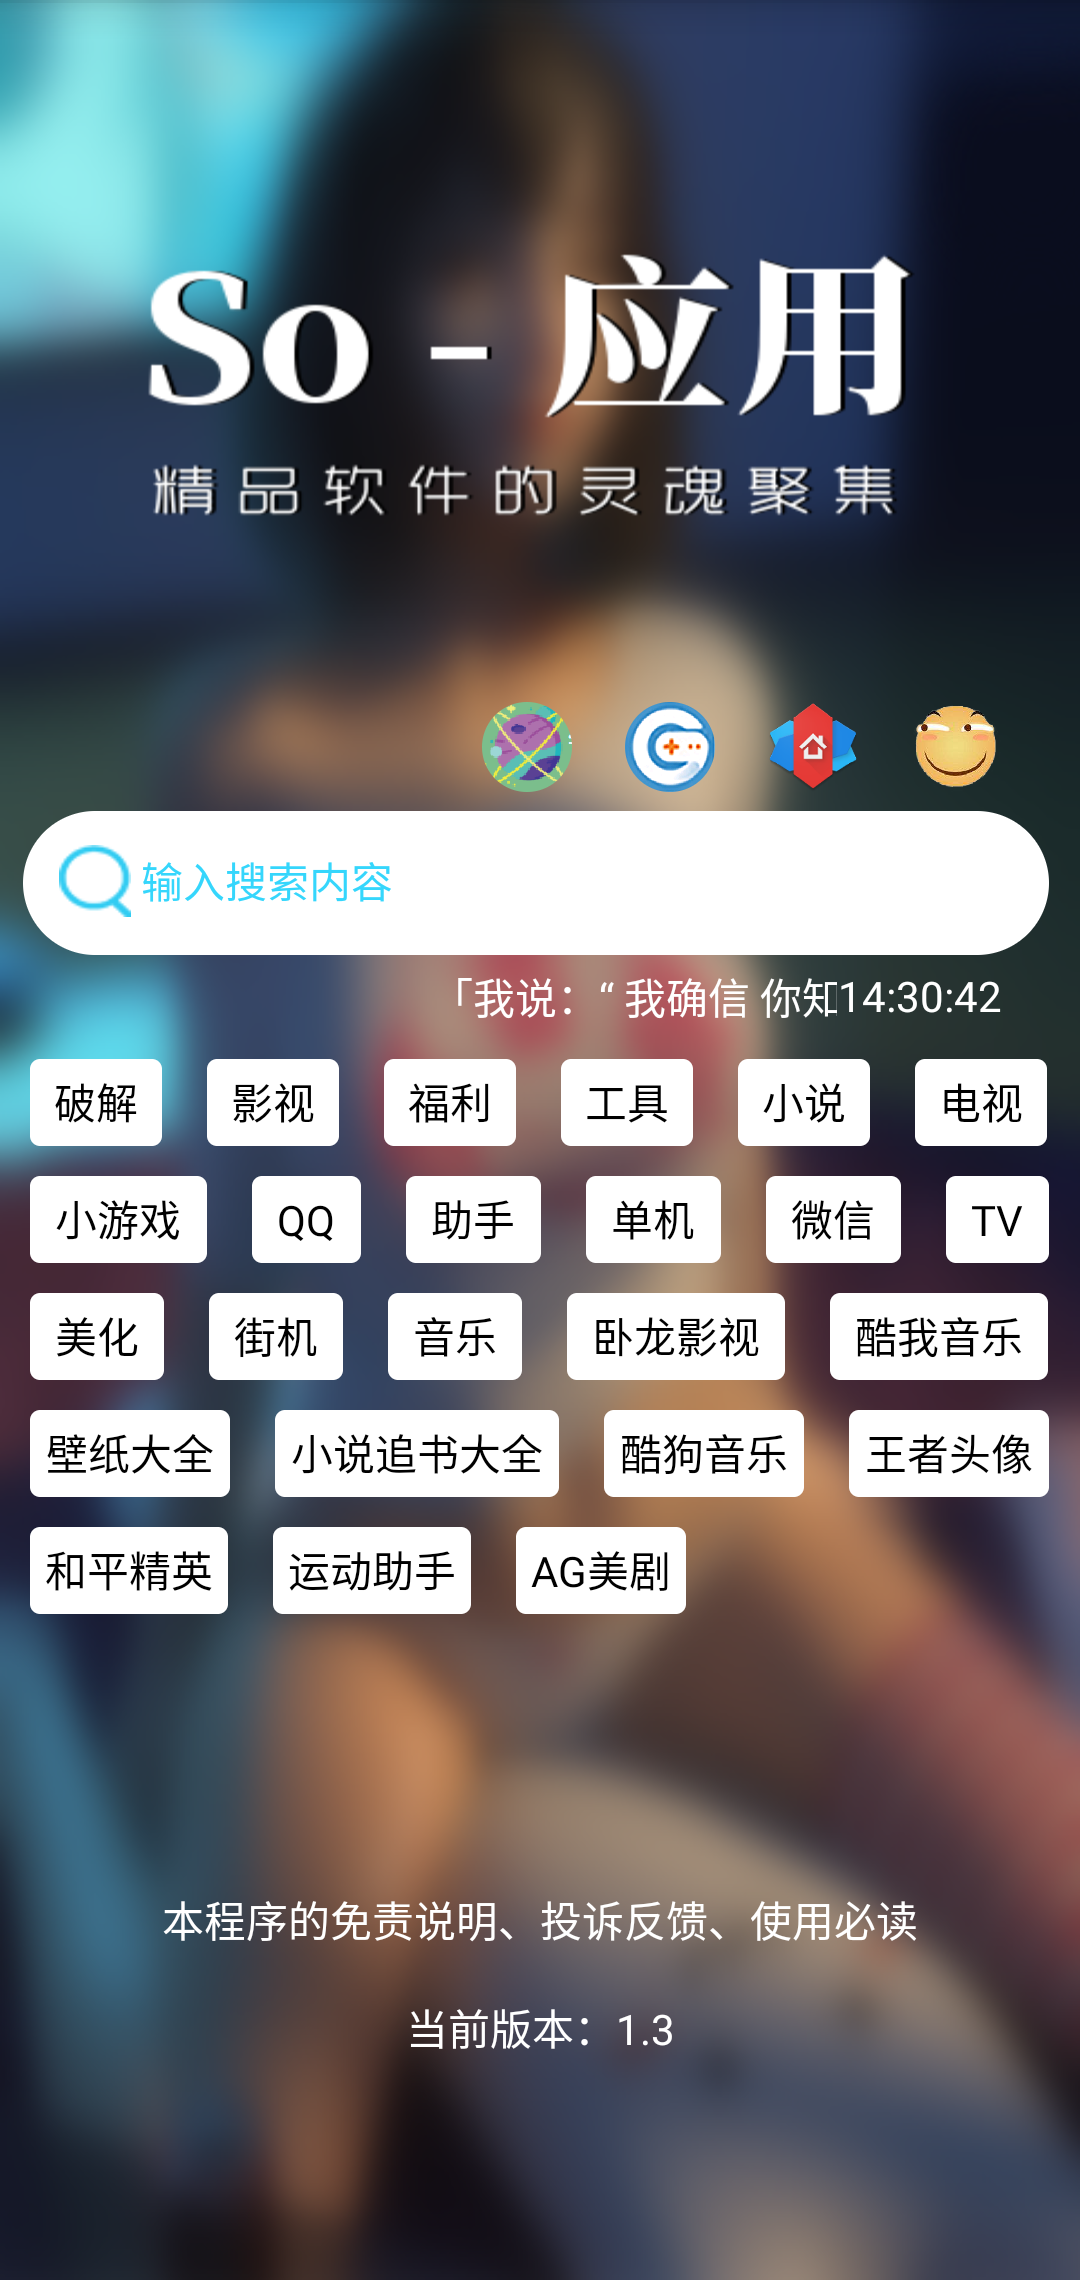 So - 应用
精品软件的灵魂聚集
输入搜索内容
「我说：“ 我确信 你知14:30:42
破解 影视 福利 工具 小说 电视
小游戏 QQ 助手 单机 微信 TV
美化 街机 音乐 卧龙影视 酷我音乐
壁纸大全 小说追书大全 酷狗音乐 王者头像
和平精英 运动助手 AG美剧
本程序的免责说明、投诉反馈、使用必读
当前版本：1.3